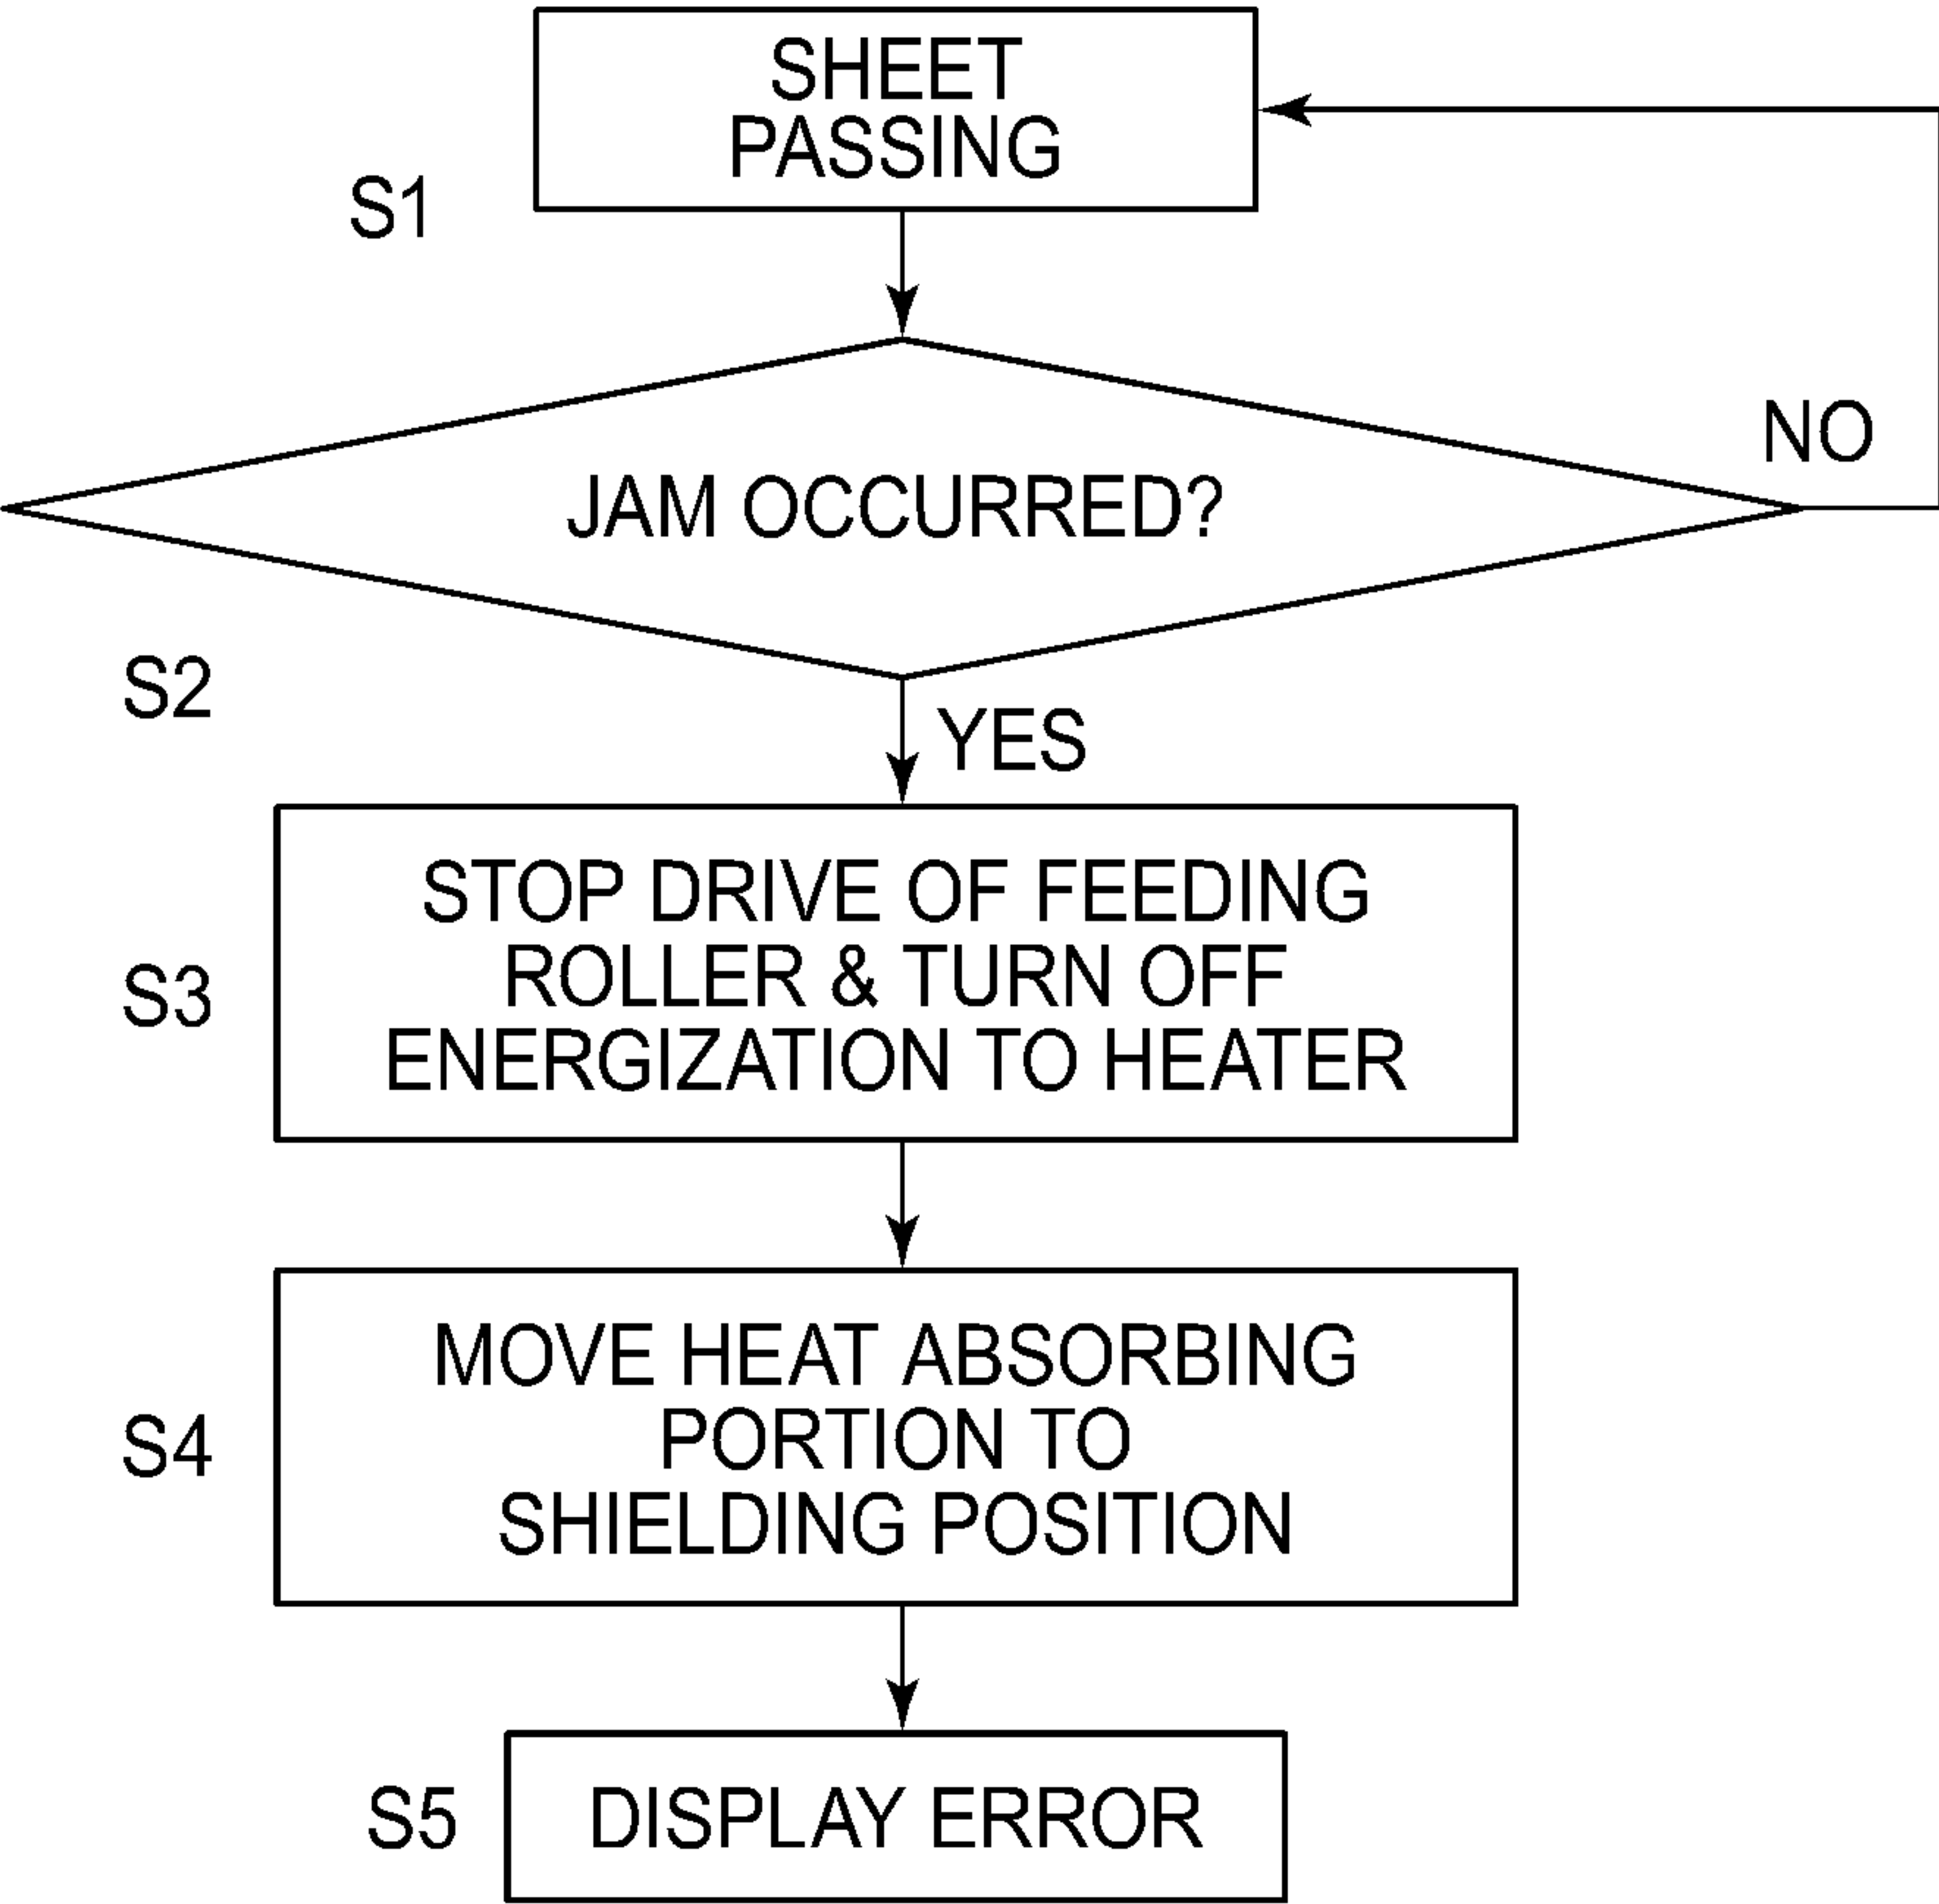 SHEET
PASSING
S1
JAM OCCURRED?
NO
S2
YES
STOP DRIVE OF FEEDING
ROLLER & TURN OFF
ENERGIZATION TO HEATER
S3
MOVE HEAT ABSORBING
PORTION TO
SHIELDING POSITION
S4
S5
DISPLAY ERROR